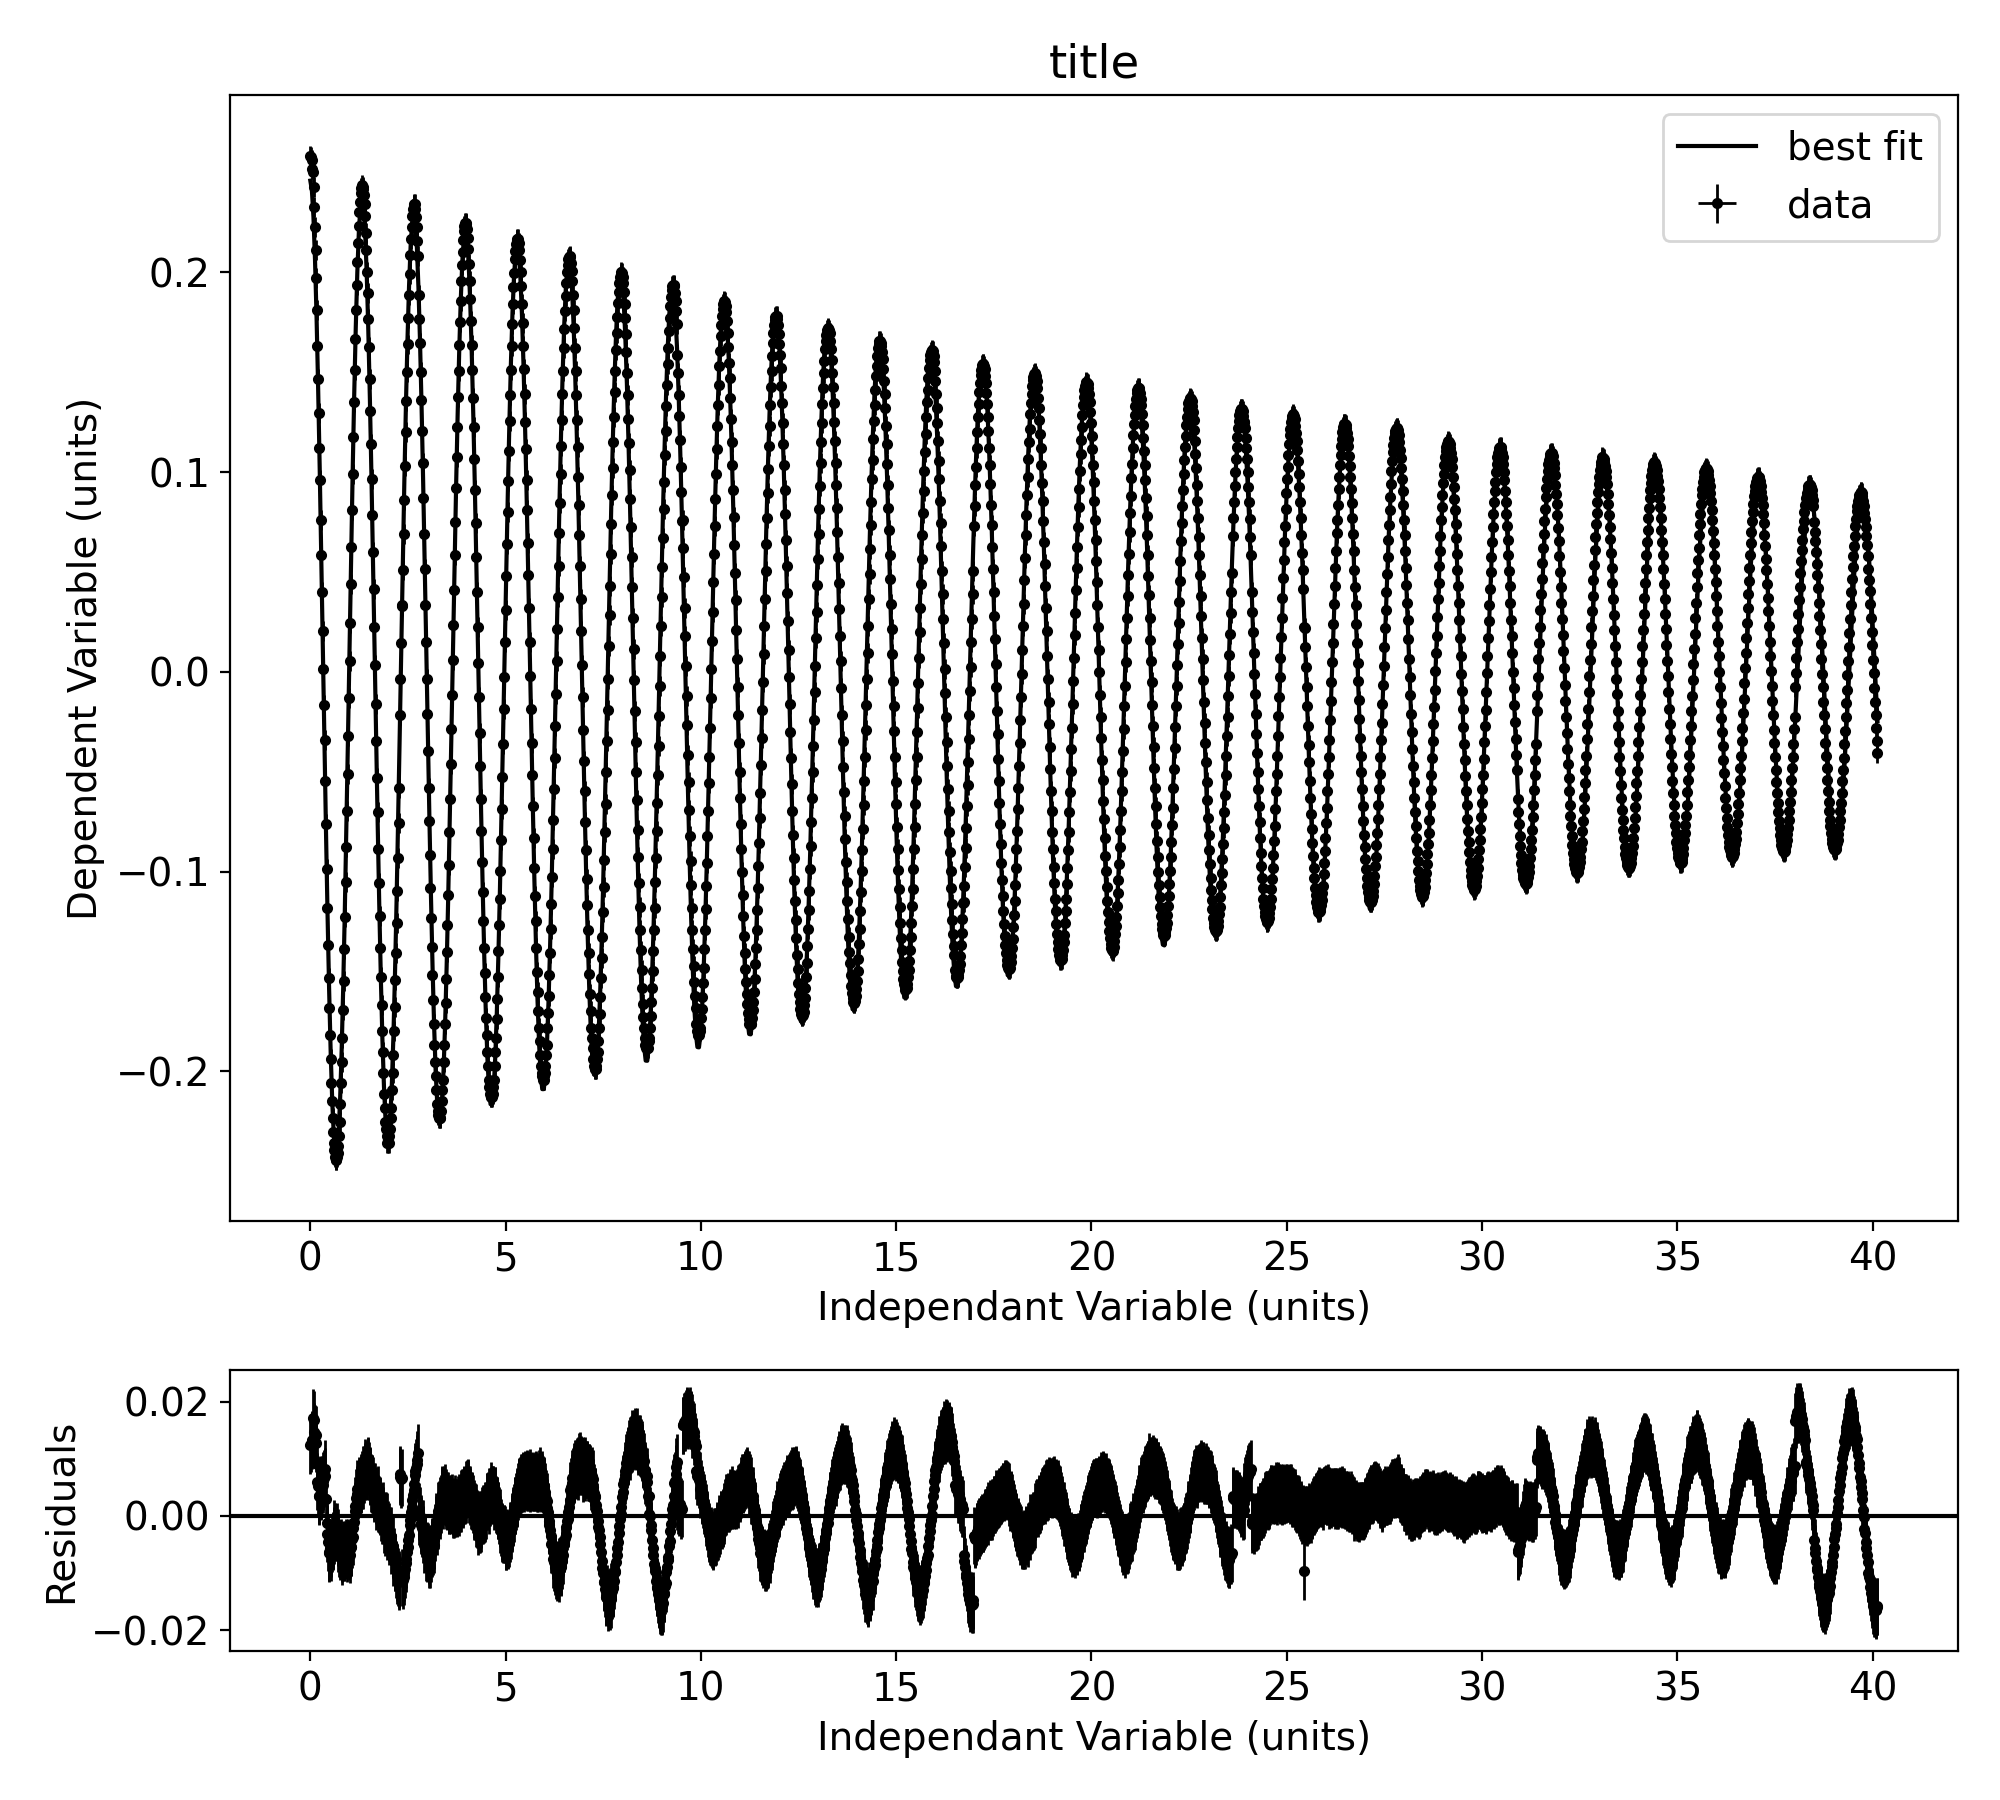 title
best fit
data
0.2
0.1
0.0
−0.1
−0.2
Dependent Variable (units)
0 5 10 15 20 25 30 35 40
Independant Variable (units)
0.02
0.00
−0.02
Residuals
0 5 10 15 20 25 30 35 40
Independant Variable (units)